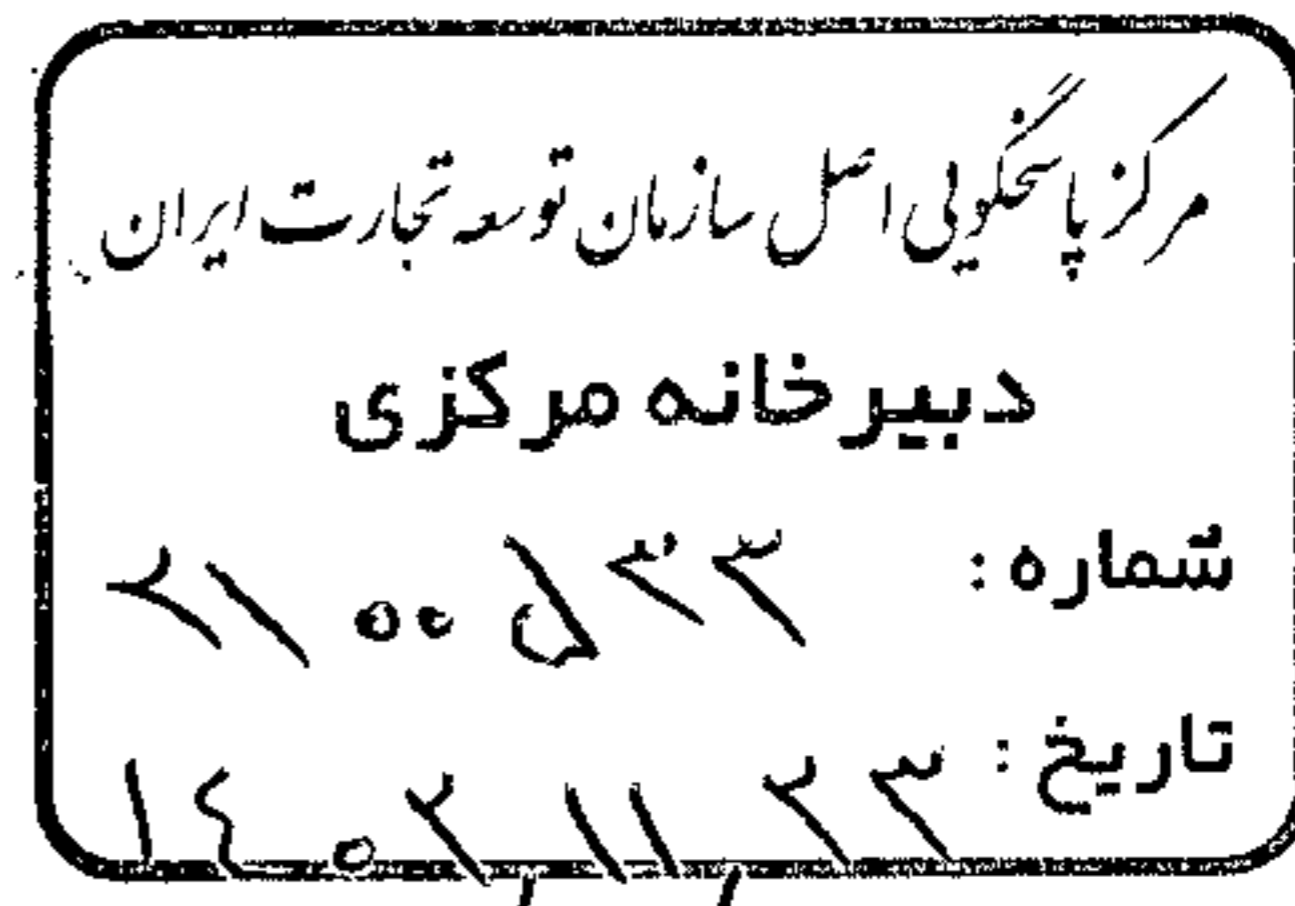 مرکز پاسخگویی اصل سازمان توسعه تجارت ایران
دبیرخانه مرکزی
شماره: ۲۱۰۰۵۳۳
تاریخ: ۱۴۰۲/۱۱/۲۳